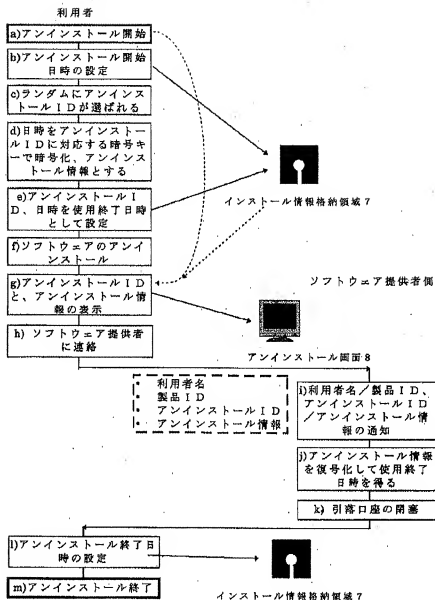 利用者
a)アンインストール開始
b)アンインストール開始
日時の設定
c)ランダムにアンインス
トールIDが選ばれる
d)日時をアンインストー
ルIDに対応する暗号キ
ーで暗号化、アンインス
トール情報とする
e)アンインストールI
D、日時を使用終了日時
として設定
インストール情報格納領域7
f)ソフトウェアのアンイ
ンストール
g)アンインストールID
と、アンインストール情
報の表示
ソフトウェア提供者側
h) ソフトウェア提供者
に連絡
アンインストール画面8
・ 利用者名
・ 製品ID
・ アンインストールID
・ アンインストール情報
i)利用者名/製品ID、
アンインストールID
/アンインストール情
報の通知
j)アンインストール情報
を復号化して使用終了
日時を得る
k) 引落口座の閉塞
l)アンインストール終了日
時の設定
m)アンインストール終了
インストール情報格納領域7